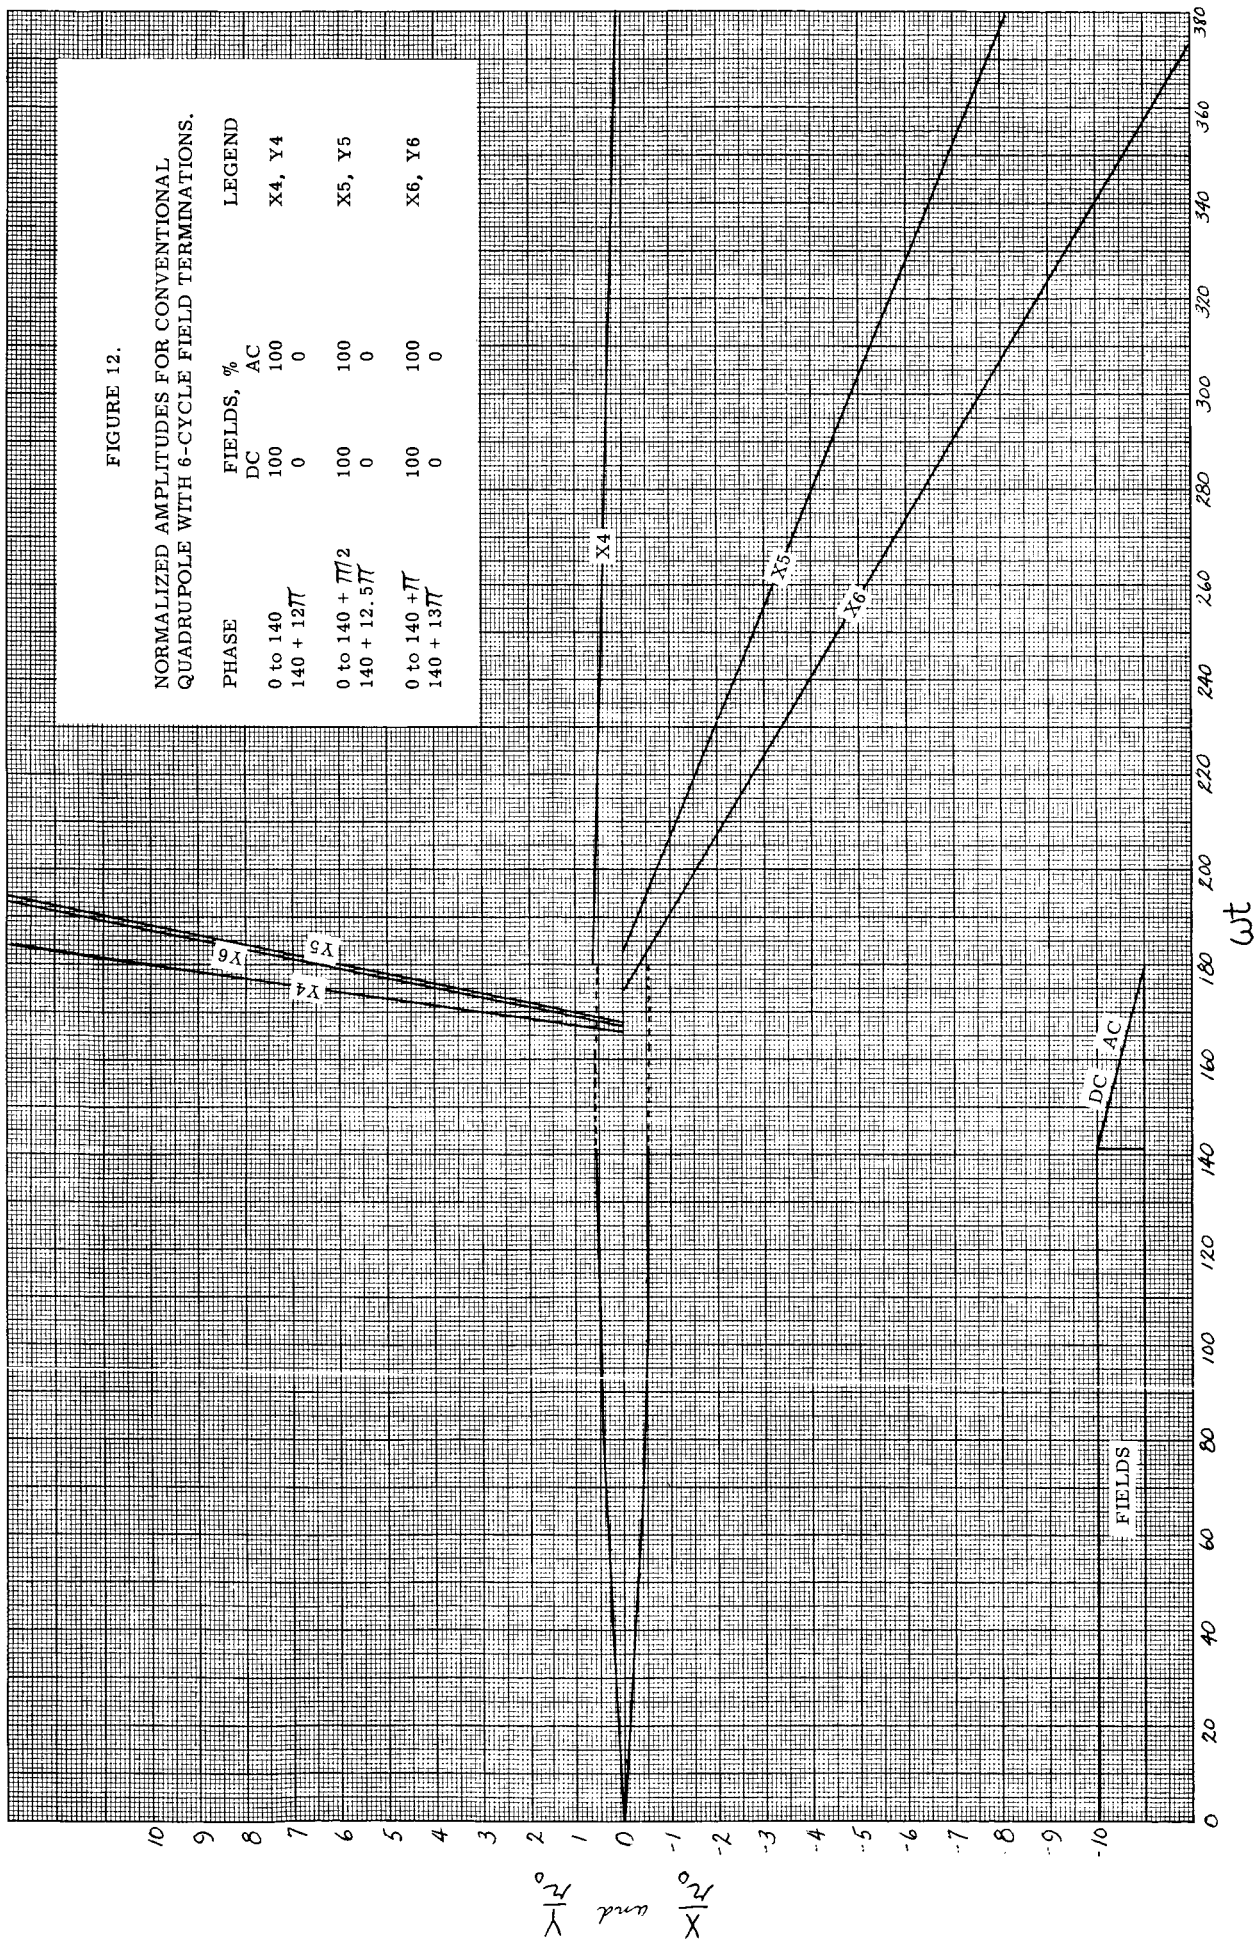 FIGURE 12.
NORMALIZED AMPLITUDES FOR CONVENTIONAL
QUADRUPOLE WITH 6-CYCLE FIELD TERMINATIONS.
PHASE FIELDS, % LEGEND
DC AC
0 to 140 100 100 X4, Y4
140 + 12π 0 0
0 to 140 + π/2 100 100 X5, Y5
140 + 12.5π 0 0
0 to 140 + π 100 100 X6, Y6
140 + 13π 0 0
Y4
Y6
Y5
X4
X5
X6
FIELDS
DC
AC
10
9
8
7
6
5
4
3
2
1
0
-1
-2
-3
-4
-5
-6
-7
-8
-9
-10
X/r₀ and Y/r₀
0 20 40 60 80 100 120 140 160 180 200 220 240 260 280 300 320 340 360 380
ωt